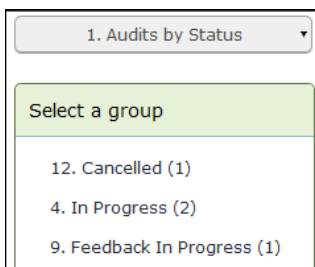 1. Audits by Status
Select a group
12. Cancelled (1)
4. In Progress (2)
9. Feedback In Progress (1)